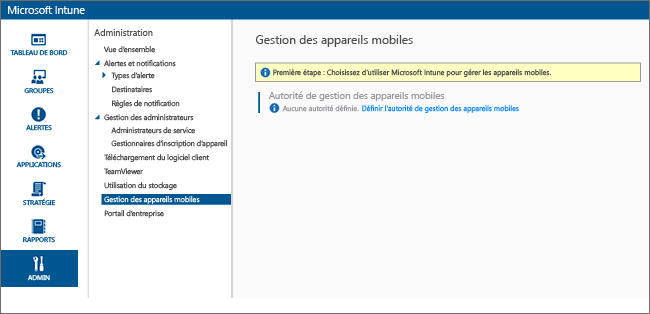 Microsoft Intune
TABLEAU DE BORD
GROUPES
ALERTES
APPLICATIONS
STRATÉGIE
RAPPORTS
ADMIN
Administration
Vue d'ensemble
Alertes et notifications
Types d'alerte
Destinataires
Règles de notification
Gestion des administrateurs
Administrateurs de service
Gestionnaires d'inscription d'appareil
Téléchargement du logiciel client
TeamViewer
Utilisation du stockage
Gestion des appareils mobiles
Portail d'entreprise
Gestion des appareils mobiles
Première étape : Choisissez d'utiliser Microsoft Intune pour gérer les appareils mobiles.
Autorité de gestion des appareils mobiles
Aucune autorité définie. Définir l'autorité de gestion des appareils mobiles